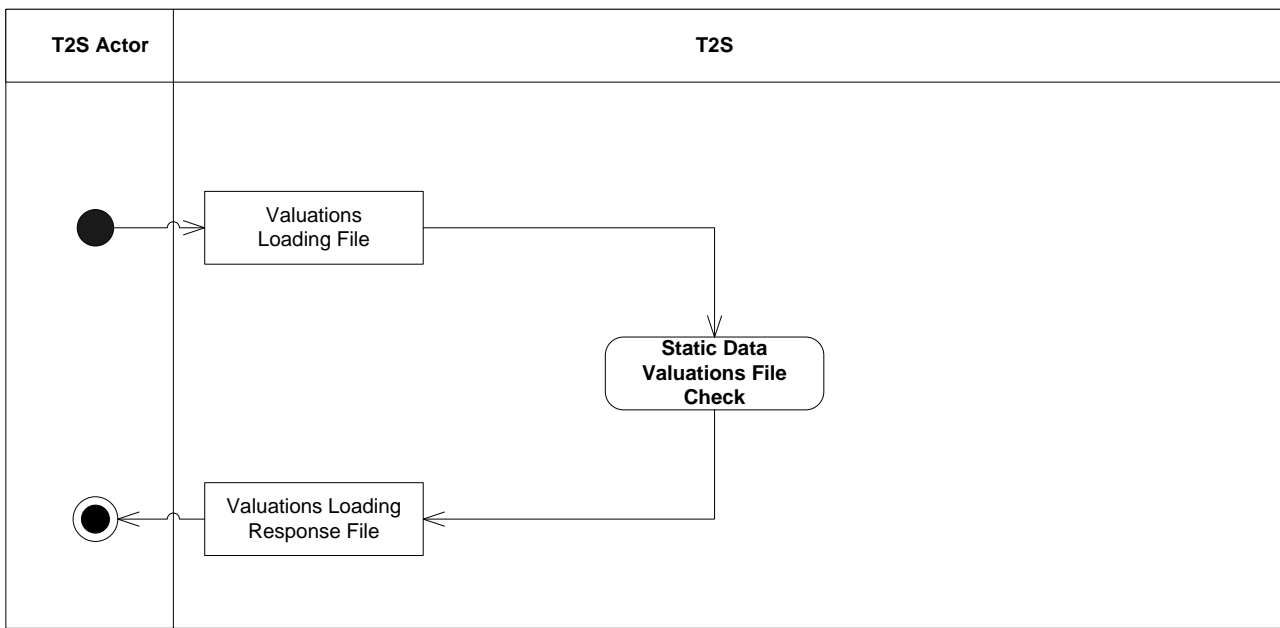 T2S Actor
T2S
Valuations
Loading File
Static Data
Valuations File
Check
Valuations Loading
Response File